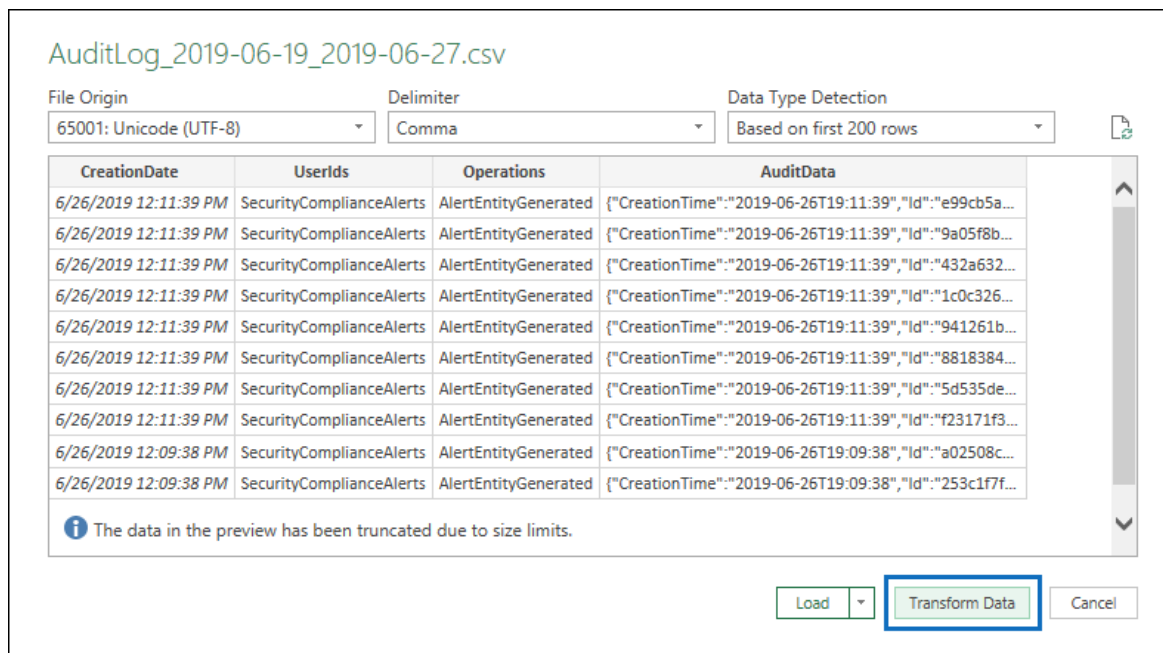 AuditLog_2019-06-19_2019-06-27.csv
File Origin Delimiter Data Type Detection
65001: Unicode (UTF-8) Comma Based on first 200 rows
CreationDate UserIds Operations AuditData
6/26/2019 12:11:39 PM SecurityComplianceAlerts AlertEntityGenerated {"CreationTime":"2019-06-26T19:11:39","Id":"e99cb5a...
6/26/2019 12:11:39 PM SecurityComplianceAlerts AlertEntityGenerated {"CreationTime":"2019-06-26T19:11:39","Id":"9a05f8b...
6/26/2019 12:11:39 PM SecurityComplianceAlerts AlertEntityGenerated {"CreationTime":"2019-06-26T19:11:39","Id":"432a632...
6/26/2019 12:11:39 PM SecurityComplianceAlerts AlertEntityGenerated {"CreationTime":"2019-06-26T19:11:39","Id":"1c0c326...
6/26/2019 12:11:39 PM SecurityComplianceAlerts AlertEntityGenerated {"CreationTime":"2019-06-26T19:11:39","Id":"941261b...
6/26/2019 12:11:39 PM SecurityComplianceAlerts AlertEntityGenerated {"CreationTime":"2019-06-26T19:11:39","Id":"8818384...
6/26/2019 12:11:39 PM SecurityComplianceAlerts AlertEntityGenerated {"CreationTime":"2019-06-26T19:11:39","Id":"5d535de...
6/26/2019 12:11:39 PM SecurityComplianceAlerts AlertEntityGenerated {"CreationTime":"2019-06-26T19:11:39","Id":"f23171f3...
6/26/2019 12:09:38 PM SecurityComplianceAlerts AlertEntityGenerated {"CreationTime":"2019-06-26T19:09:38","Id":"a02508c...
6/26/2019 12:09:38 PM SecurityComplianceAlerts AlertEntityGenerated {"CreationTime":"2019-06-26T19:09:38","Id":"253c1f7f...
The data in the preview has been truncated due to size limits.
Load Transform Data Cancel